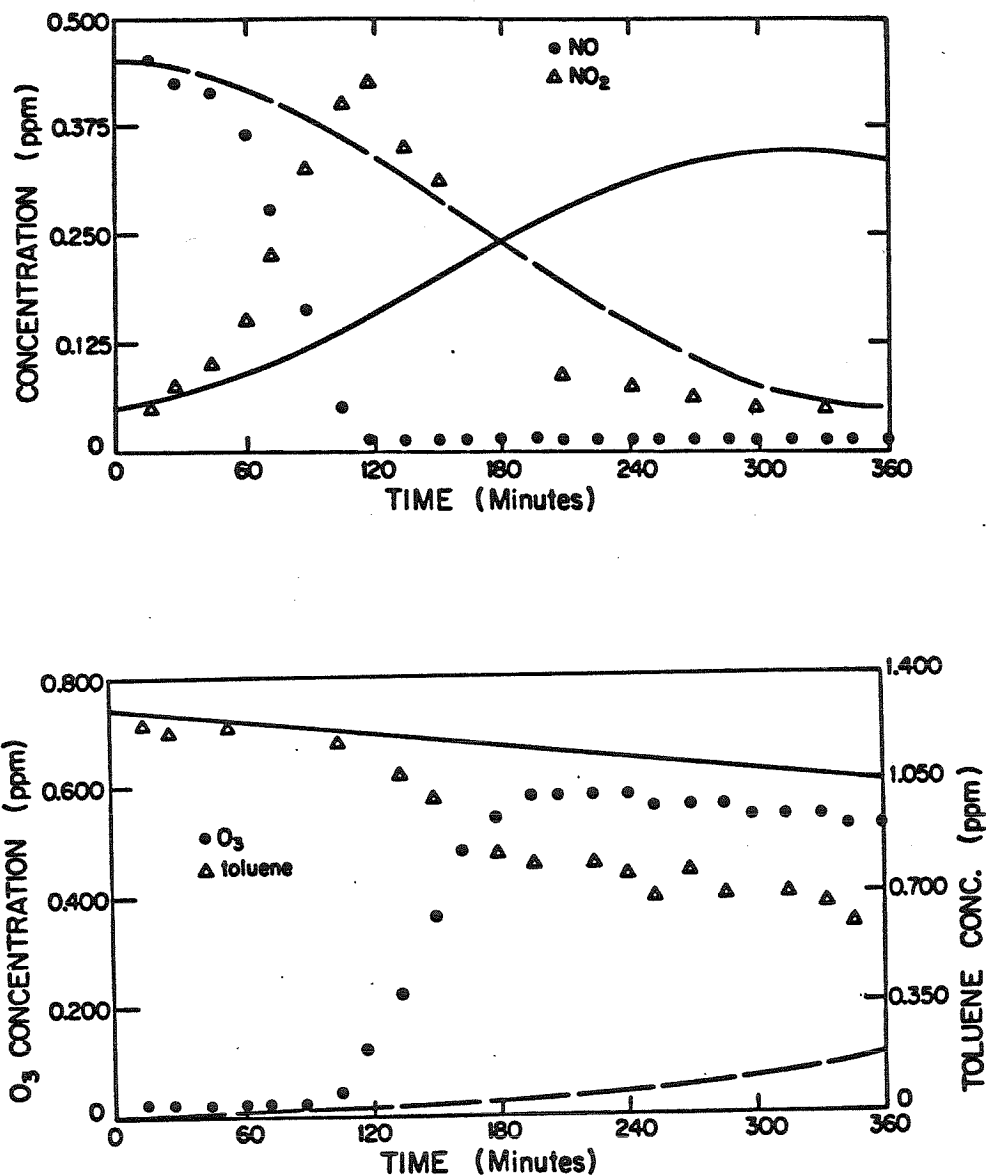 0.500
0.375
0.250
0.125
0
CONCENTRATION (ppm)
● NO
△ NO₂
0 60 120 180 240 300 360
TIME (Minutes)
0.800
0.600
0.400
0.200
0
O₃ CONCENTRATION (ppm)
● O₃
△ toluene
1.400
1.050
0.700
0.350
0
TOLUENE CONC. (ppm)
0 60 120 180 240 300 360
TIME (Minutes)